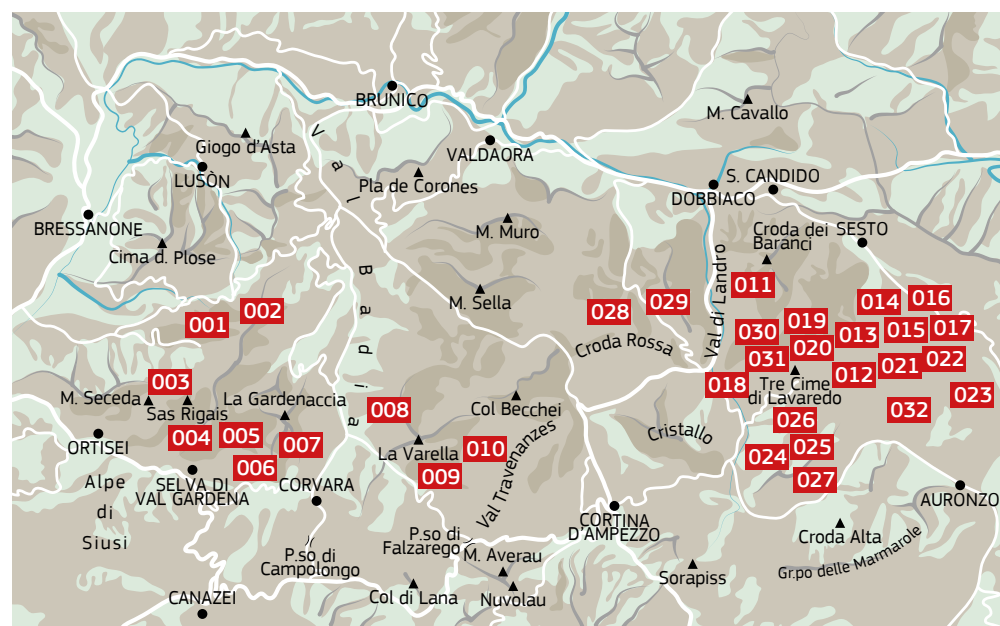 BRUNICO
M. Cavallo
Giogo d'Asta
VALDAORA
LUSÒN
Pla de Corones
S. CANDIDO
DOBBIACO
BRESSANONE
Cima d. Plose
M. Muro
Croda dei
Baranci
SESTO
Val Badia
Val di Landro
M. Sella
011
014
016
028
029
002
001
019
030
013
015
017
020
031
Croda Rossa
012
021
022
018
Tre Cime
di Lavaredo
023
032
003
M. Seceda
Sas Rigais
La Gardenaccia
008
Col Becchei
026
004
005
007
ORTISEI
La Varella
010
Val Travenanzes
Cristallo
024
025
027
006
009
SELVA DI
VAL GARDENA
CORVARA
Alpe
di
Siusi
AURONZO
CORTINA
D'AMPEZZO
Croda Alta
Gr.po delle Marmarole
P.so di
Campolongo
P.so di
Falzarego
M. Averau
Sorapiss
Col di Lana
Nuvolau
CANAZEI